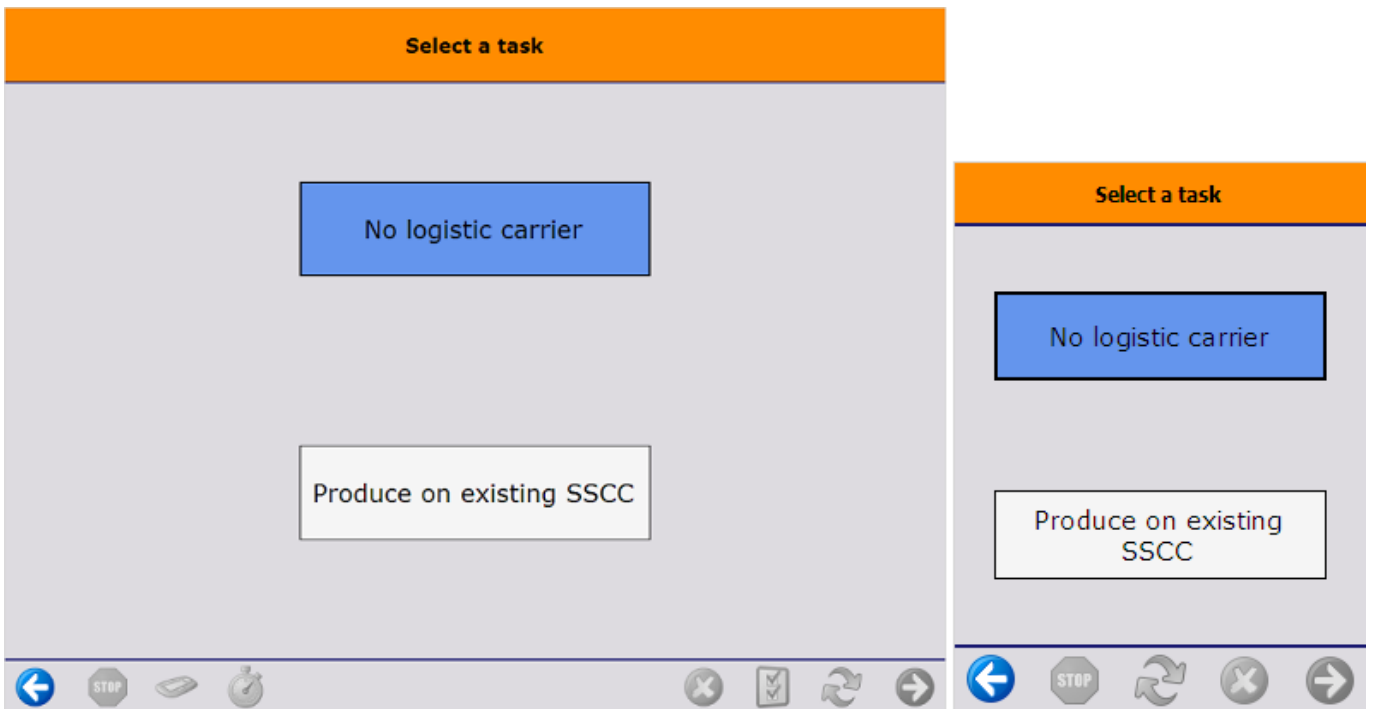 Select a task
No logistic carrier
Produce on existing SSCC
STOP
Select a task
No logistic carrier
Produce on existing
SSCC
STOP